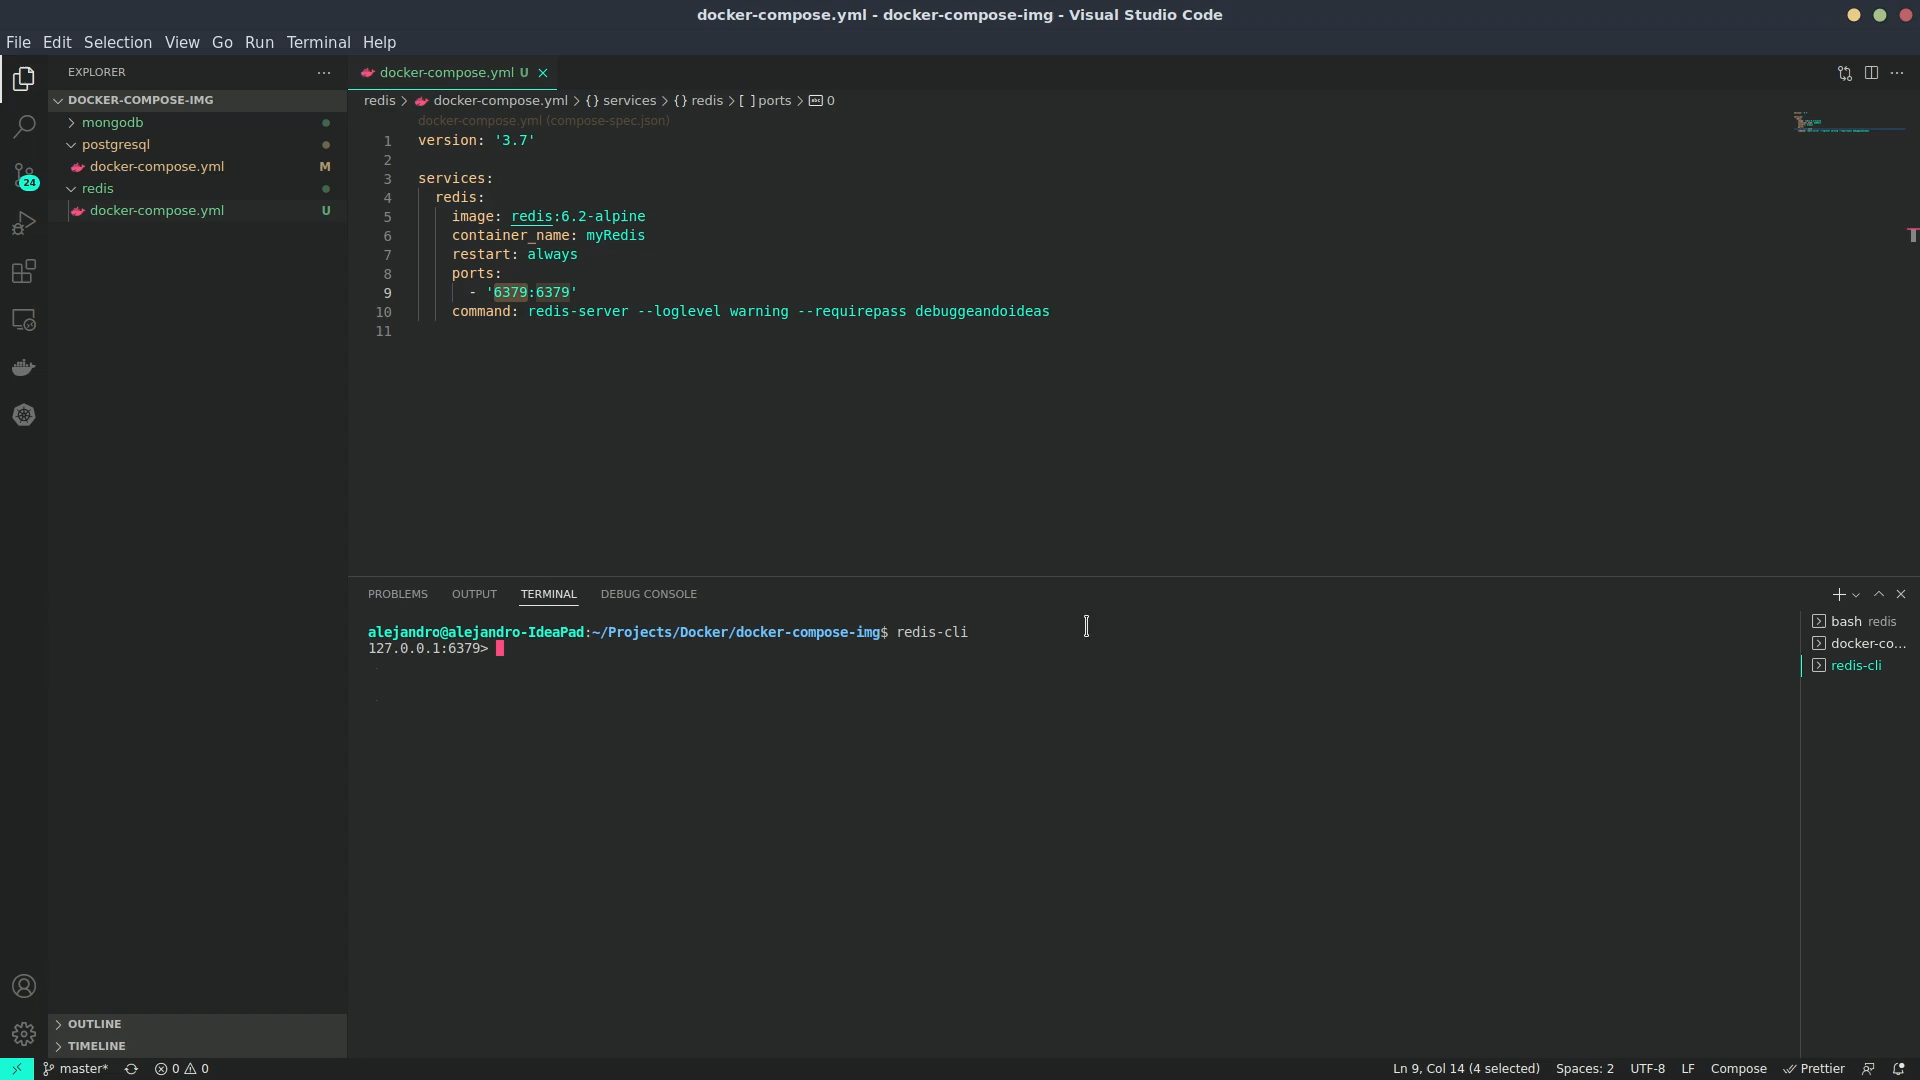 docker-compose.yml - docker-compose-img - Visual Studio Code
File Edit Selection View Go Run Terminal Help
EXPLORER
DOCKER-COMPOSE-IMG
mongodb
postgresql
docker-compose.yml M
redis
docker-compose.yml U
24
OUTLINE
TIMELINE
docker-compose.yml U
redis > docker-compose.yml > {} services > {} redis > [ ] ports > abc 0
docker-compose.yml (compose-spec.json)
1 version: '3.7'
2
3 services:
4 redis:
5 image: redis:6.2-alpine
6 container_name: myRedis
7 restart: always
8 ports:
9 - '6379:6379'
10 command: redis-server --loglevel warning --requirepass debuggeandoideas
11
PROBLEMS OUTPUT TERMINAL DEBUG CONSOLE
alejandro@alejandro-IdeaPad:~/Projects/Docker/docker-compose-img$ redis-cli
127.0.0.1:6379>
bash redis
docker-co...
redis-cli
master* 0 0 Ln 9, Col 14 (4 selected) Spaces: 2 UTF-8 LF Compose Prettier